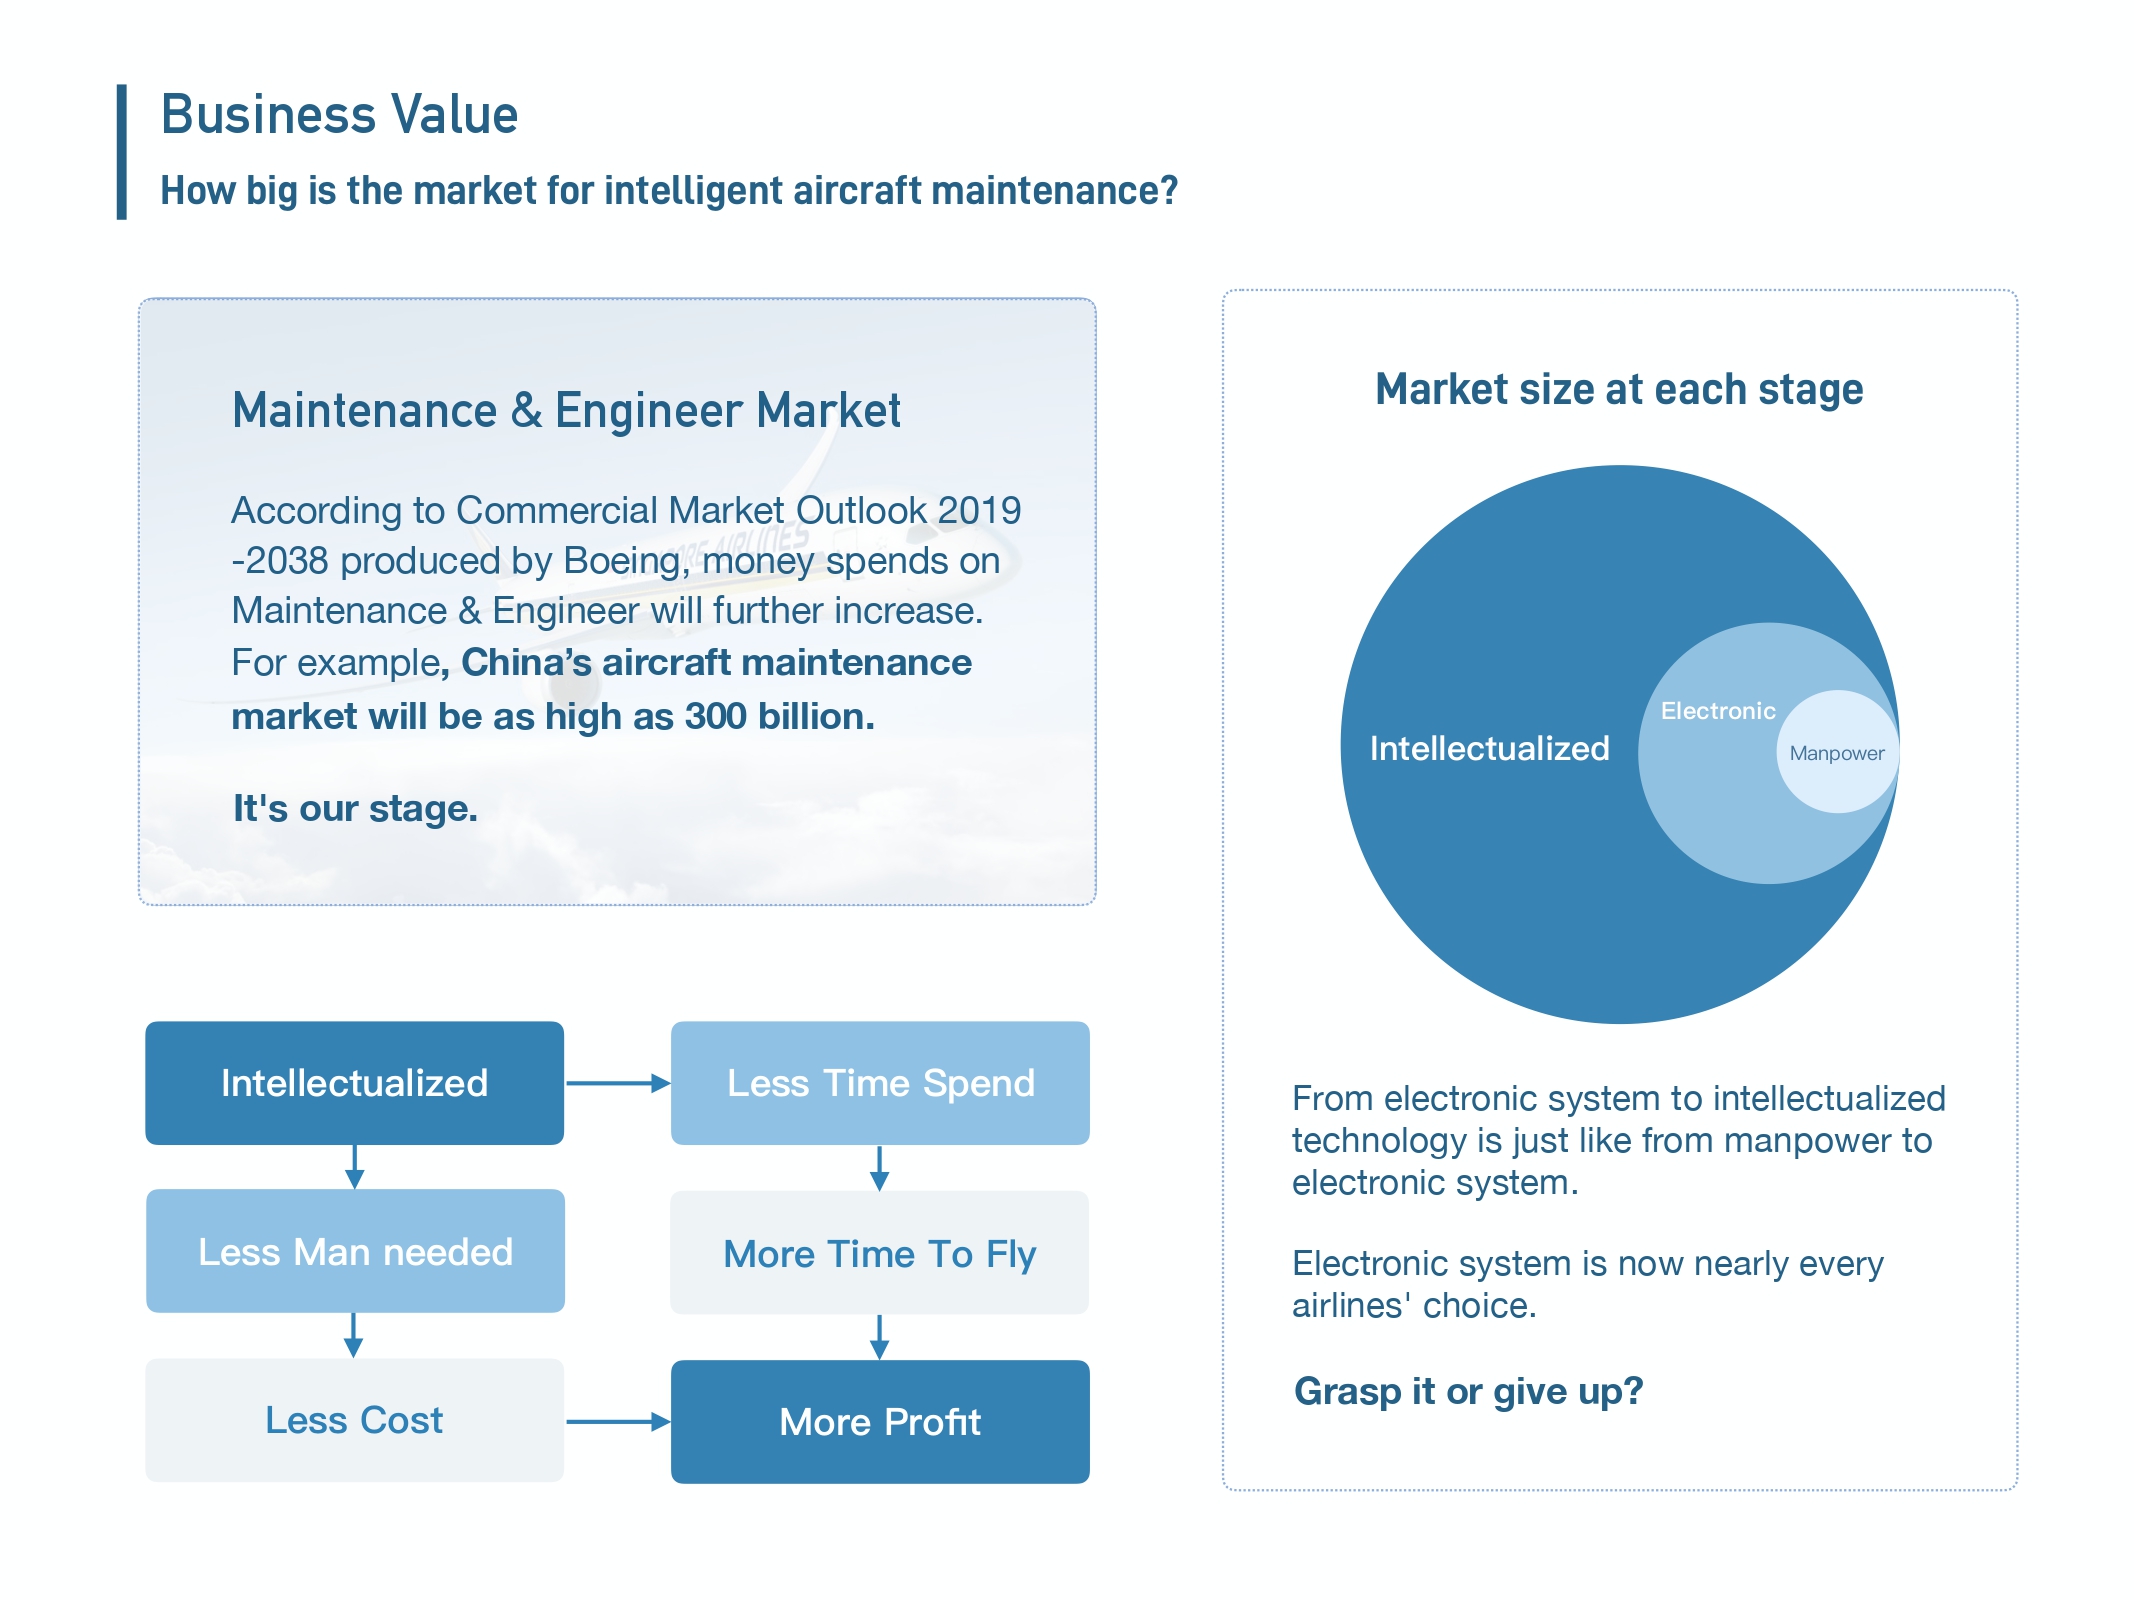 Business Value
How big is the market for intelligent aircraft maintenance?
Maintenance & Engineer Market
According to Commercial Market Outlook 2019
-2038 produced by Boeing, money spends on
Maintenance & Engineer will further increase.
For example, China’s aircraft maintenance
market will be as high as 300 billion.
It's our stage.
SINGAPORE AIRLINES
Intellectualized
Less Time Spend
Less Man needed
More Time To Fly
Less Cost
More Profit
Market size at each stage
Electronic
Intellectualized
Manpower
From electronic system to intellectualized
technology is just like from manpower to
electronic system.
Electronic system is now nearly every
airlines' choice.
Grasp it or give up?